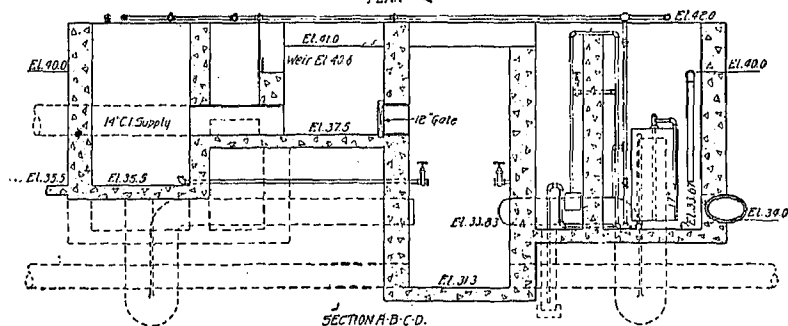 PLAN
El. 42.0
El. 41.0
Weir El 40.6
El. 40.0
El. 40.0
14" C.I. Supply
12" Gate
El. 37.5
El. 35.5
El. 35.5
El. 33.83
El. 33.67
El. 34.0
El. 31.3
SECTION A-B-C-D.